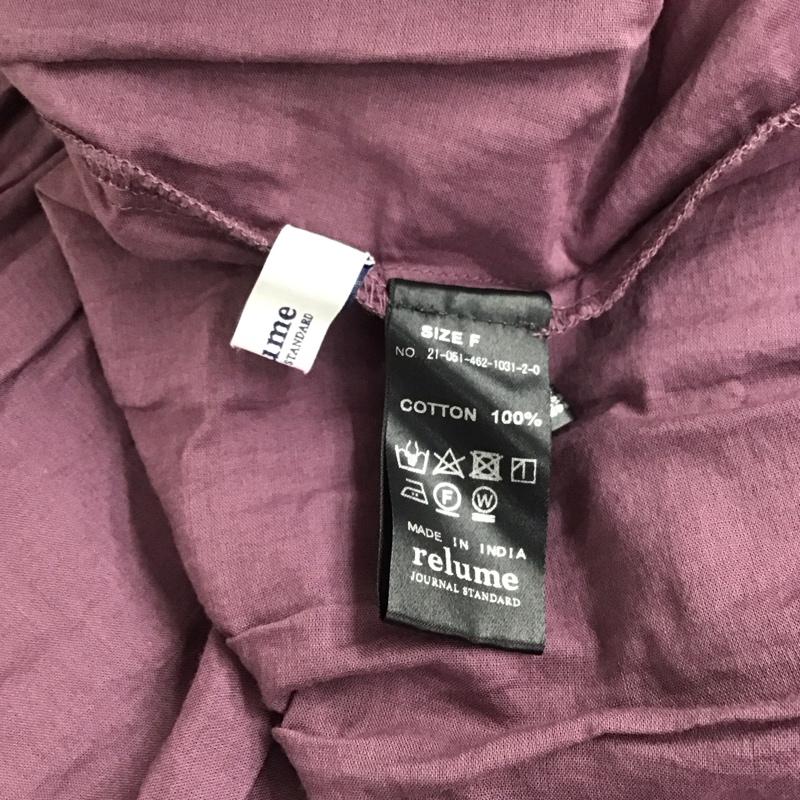 ume
STANDARD
SIZE F
NO. 21-051-462-1031-2-0
COTTON 100%
F W
MADE IN INDIA
relume
JOURNAL STANDARD